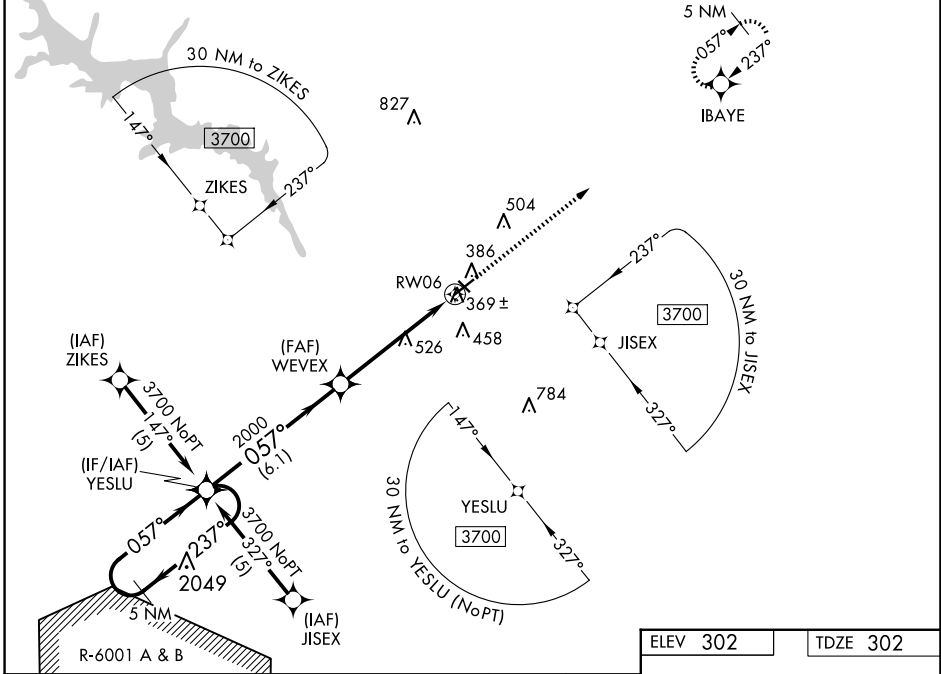 5 NM
057°
237°
IBAYE
30 NM to ZIKES
147°
3700
237°
ZIKES
827
504
386
RW06
369 ±
458
526
237°
30 NM to JISEX
3700
JISEX
327°
784
(IAF)
ZIKES
3700 NoPT
147°
(5)
(FAF)
WEVEX
2000
057°
(6.1)
(IF/IAF)
YESLU
057°
237°
2049
5 NM
3700 NoPT
327°
(5)
(IAF)
JISEX
147°
YESLU
3700
327°
30 NM to YESLU (NoPT)
R-6001 A & B
ELEV 302
TDZE 302